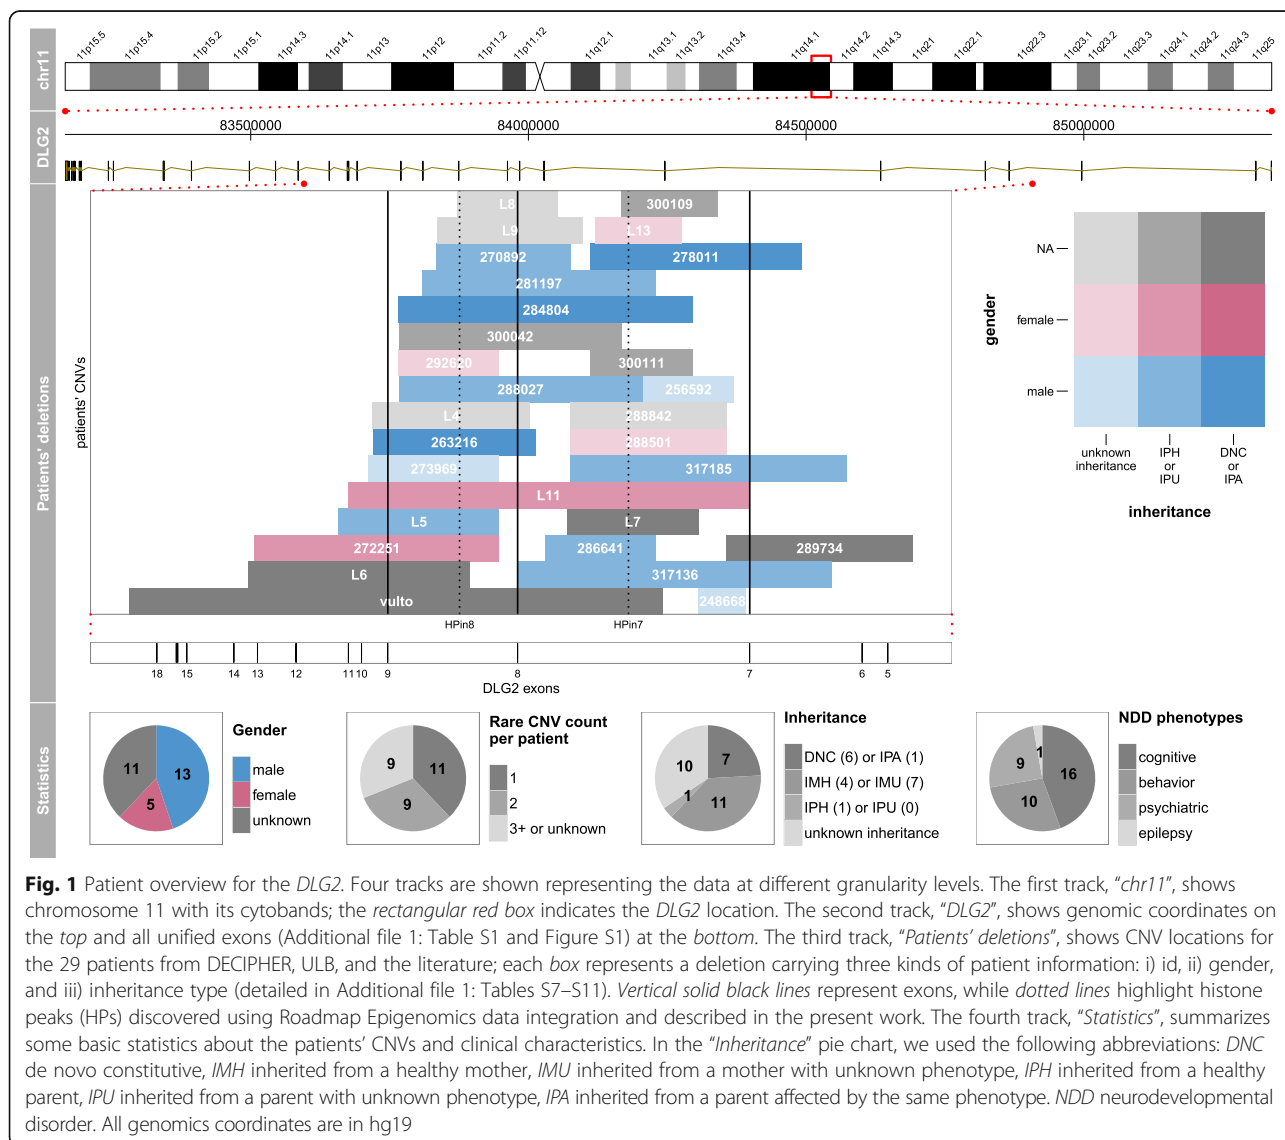 chr11
11p15.5
11p15.4
11p15.2
11p15.1
11p14.3
11p14.1
11p13
11p12
11p11.2
11p11.12
11q12.1
11q13.1
11q13.2
11q13.4
11q14.1
11q14.2
11q14.3
11q21
11q22.1
11q22.3
11q23.1
11q23.2
11q23.3
11q24.1
11q24.2
11q24.3
11q25
DLG2
83500000
84000000
84500000
85000000
Patients' deletions
patients' CNVs
L8
300109
L9
L13
270892
278011
281197
284804
300042
292620
300111
288027
256592
L4
288842
263216
288501
273969
317185
L11
L5
L7
272251
286641
289734
L6
317136
vulto
248668
HPin8
HPin7
18
15
14
13
12
11
10
9
8
7
6
5
DLG2 exons
gender
NA
female
male
unknown
inheritance
IPH
or
IPU
DNC
or
IPA
inheritance
Statistics
11
13
5
Gender
male
female
unknown
9
11
9
Rare CNV count
per patient
1
2
3+ or unknown
10
7
1
11
Inheritance
DNC (6) or IPA (1)
IMH (4) or IMU (7)
IPH (1) or IPU (0)
unknown inheritance
1
9
16
10
NDD phenotypes
cognitive
behavior
psychiatric
epilepsy
Fig. 1 Patient overview for the DLG2. Four tracks are shown representing the data at different granularity levels. The first track, “chr11”, shows
chromosome 11 with its cytobands; the rectangular red box indicates the DLG2 location. The second track, “DLG2”, shows genomic coordinates on
the top and all unified exons (Additional file 1: Table S1 and Figure S1) at the bottom. The third track, “Patients’ deletions”, shows CNV locations for
the 29 patients from DECIPHER, ULB, and the literature; each box represents a deletion carrying three kinds of patient information: i) id, ii) gender,
and iii) inheritance type (detailed in Additional file 1: Tables S7–S11). Vertical solid black lines represent exons, while dotted lines highlight histone
peaks (HPs) discovered using Roadmap Epigenomics data integration and described in the present work. The fourth track, “Statistics”, summarizes
some basic statistics about the patients’ CNVs and clinical characteristics. In the “Inheritance” pie chart, we used the following abbreviations: DNC
de novo constitutive, IMH inherited from a healthy mother, IMU inherited from a mother with unknown phenotype, IPH inherited from a healthy
parent, IPU inherited from a parent with unknown phenotype, IPA inherited from a parent affected by the same phenotype. NDD neurodevelopmental
disorder. All genomics coordinates are in hg19